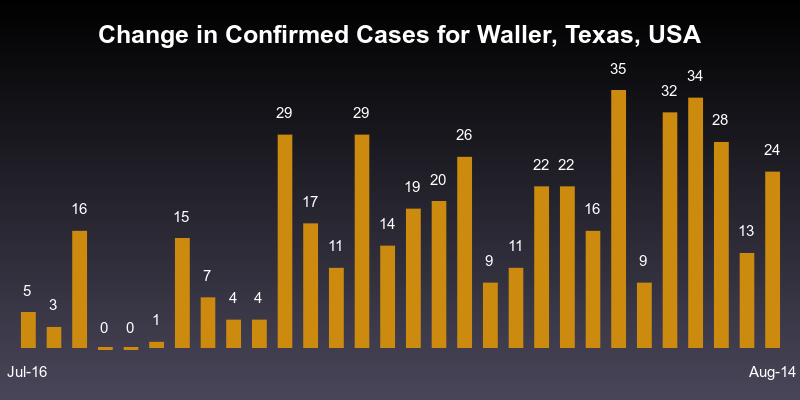 Change in Confirmed Cases for Waller, Texas, USA
5 3 16 0 0 1 15 7 4 4 29 17 11 29 14 19 20 26 9 11 22 22 16 35 9 32 34 28 13 24
Jul-16 Aug-14